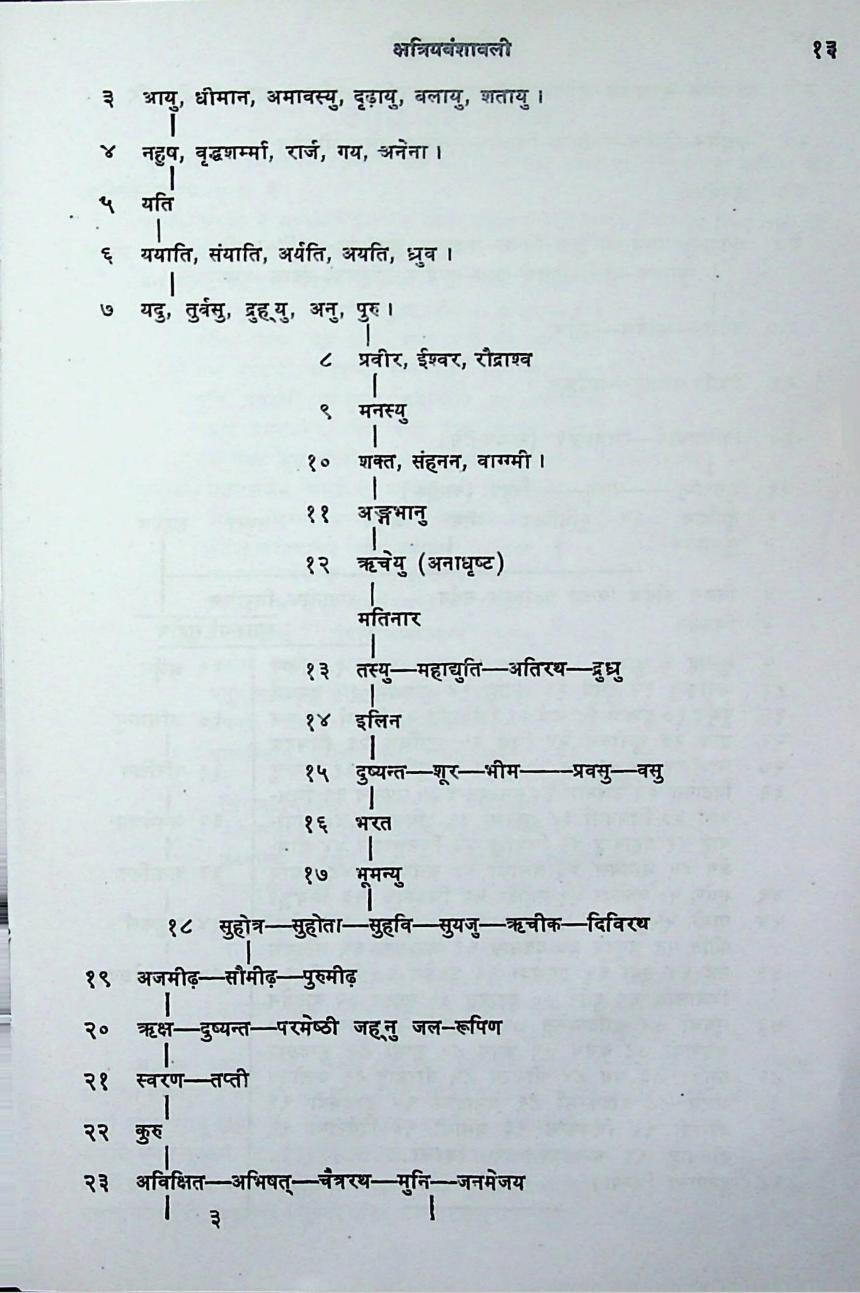 क्षत्रियवंशावली १३
३ आयु, धीमान, अमावस्यु, दृढ़ायु, वलायु, शतायु ।
४ नहुष, वृद्धशर्म्मा, रार्ज, गय, अनेना ।
५ यति
६ ययाति, संयाति, अर्यति, अयति, ध्रुव ।
७ यदु, तुर्वसु, द्रुह्यु, अनु, पुरु ।
८ प्रवीर, ईश्वर, रौद्राश्व
९ मनस्यु
१० शक्त, संहनन, वाग्मी ।
११ अङ्गभानु
१२ ऋचेयु (अनाधृष्ट)
मतिनार
१३ तस्यु—महाद्युति—अतिरथ—द्रुध्रु
१४ इलिन
१५ दुष्यन्त—शूर—भीम——प्रवसु—वसु
१६ भरत
१७ भूमन्यु
१८ सुहोत्र—सुहोता—सुहवि—सुयजु—ऋचीक—दिविरथ
१९ अजमीढ़—सौमीढ़—पुरुमीढ़
२० ऋक्ष—दुष्यन्त—परमेष्ठी जह्नु जल-रूपिण
२१ स्वरण—तप्ती
२२ कुरु
२३ अविक्षित—अभिषत्—चैत्ररथ—मुनि—जनमेजय
३